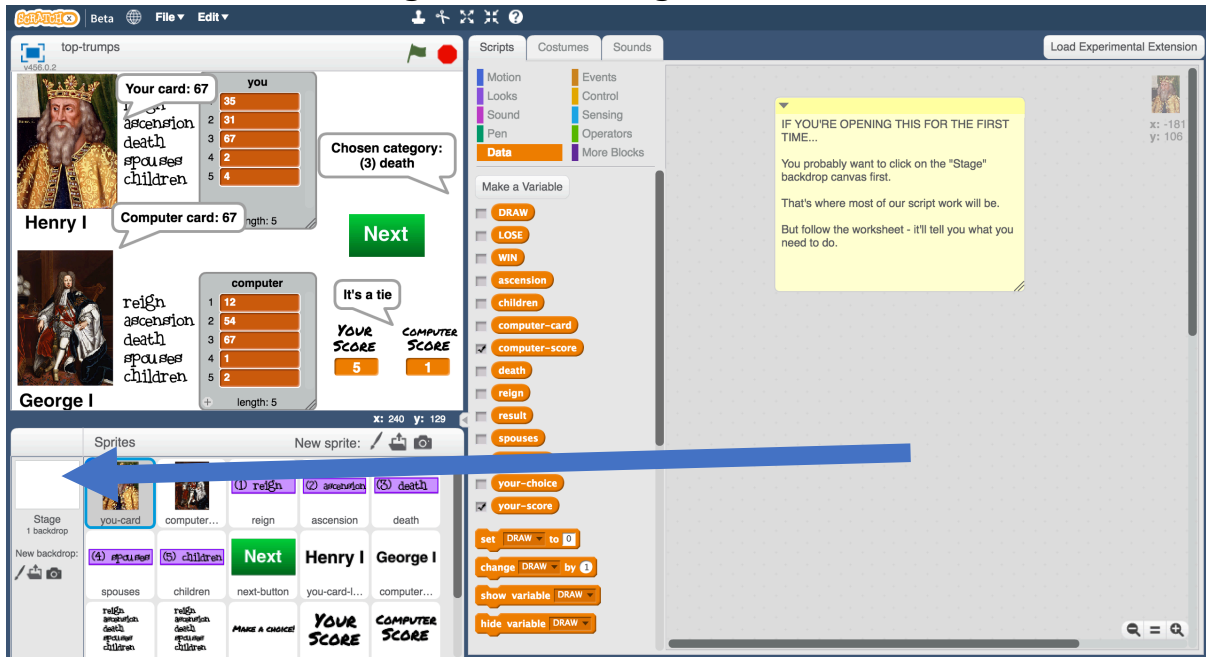 SCRATCH X Beta File▼ Edit▼
top-trumps
v456.0.2
Your card: 67
you
reign 1 35
ascension 2 31
death 3 67
spouses 4 2
children 5 4
length: 5
Chosen category:
(3) death
Henry I
Computer card: 67
Next
computer
reign 1 12
ascension 2 54
death 3 67
spouses 4 1
children 5 2
length: 5
It's a tie
YOUR SCORE
5
COMPUTER SCORE
1
George I
x: 240 y: 129
Sprites New sprite:
Stage
1 backdrop
New backdrop:
you-card
computer...
(1) reign
reign
(2) ascension
ascension
(3) death
death
(4) spouses
spouses
(5) children
children
Next
next-button
Henry I
you-card-l...
George I
computer...
reign
ascension
death
spouses
children
reign
ascension
death
spouses
children
MAKE A CHOICE!
YOUR SCORE
COMPUTER SCORE
Scripts Costumes Sounds
Motion Events
Looks Control
Sound Sensing
Pen Operators
Data More Blocks
Make a Variable
DRAW
LOSE
WIN
ascension
children
computer-card
computer-score
death
reign
result
spouses
your-choice
your-score
set DRAW to 0
change DRAW by 1
show variable DRAW
hide variable DRAW
Load Experimental Extension
x: -181
y: 106
IF YOU'RE OPENING THIS FOR THE FIRST
TIME...
You probably want to click on the "Stage"
backdrop canvas first.
That's where most of our script work will be.
But follow the worksheet - it'll tell you what you
need to do.